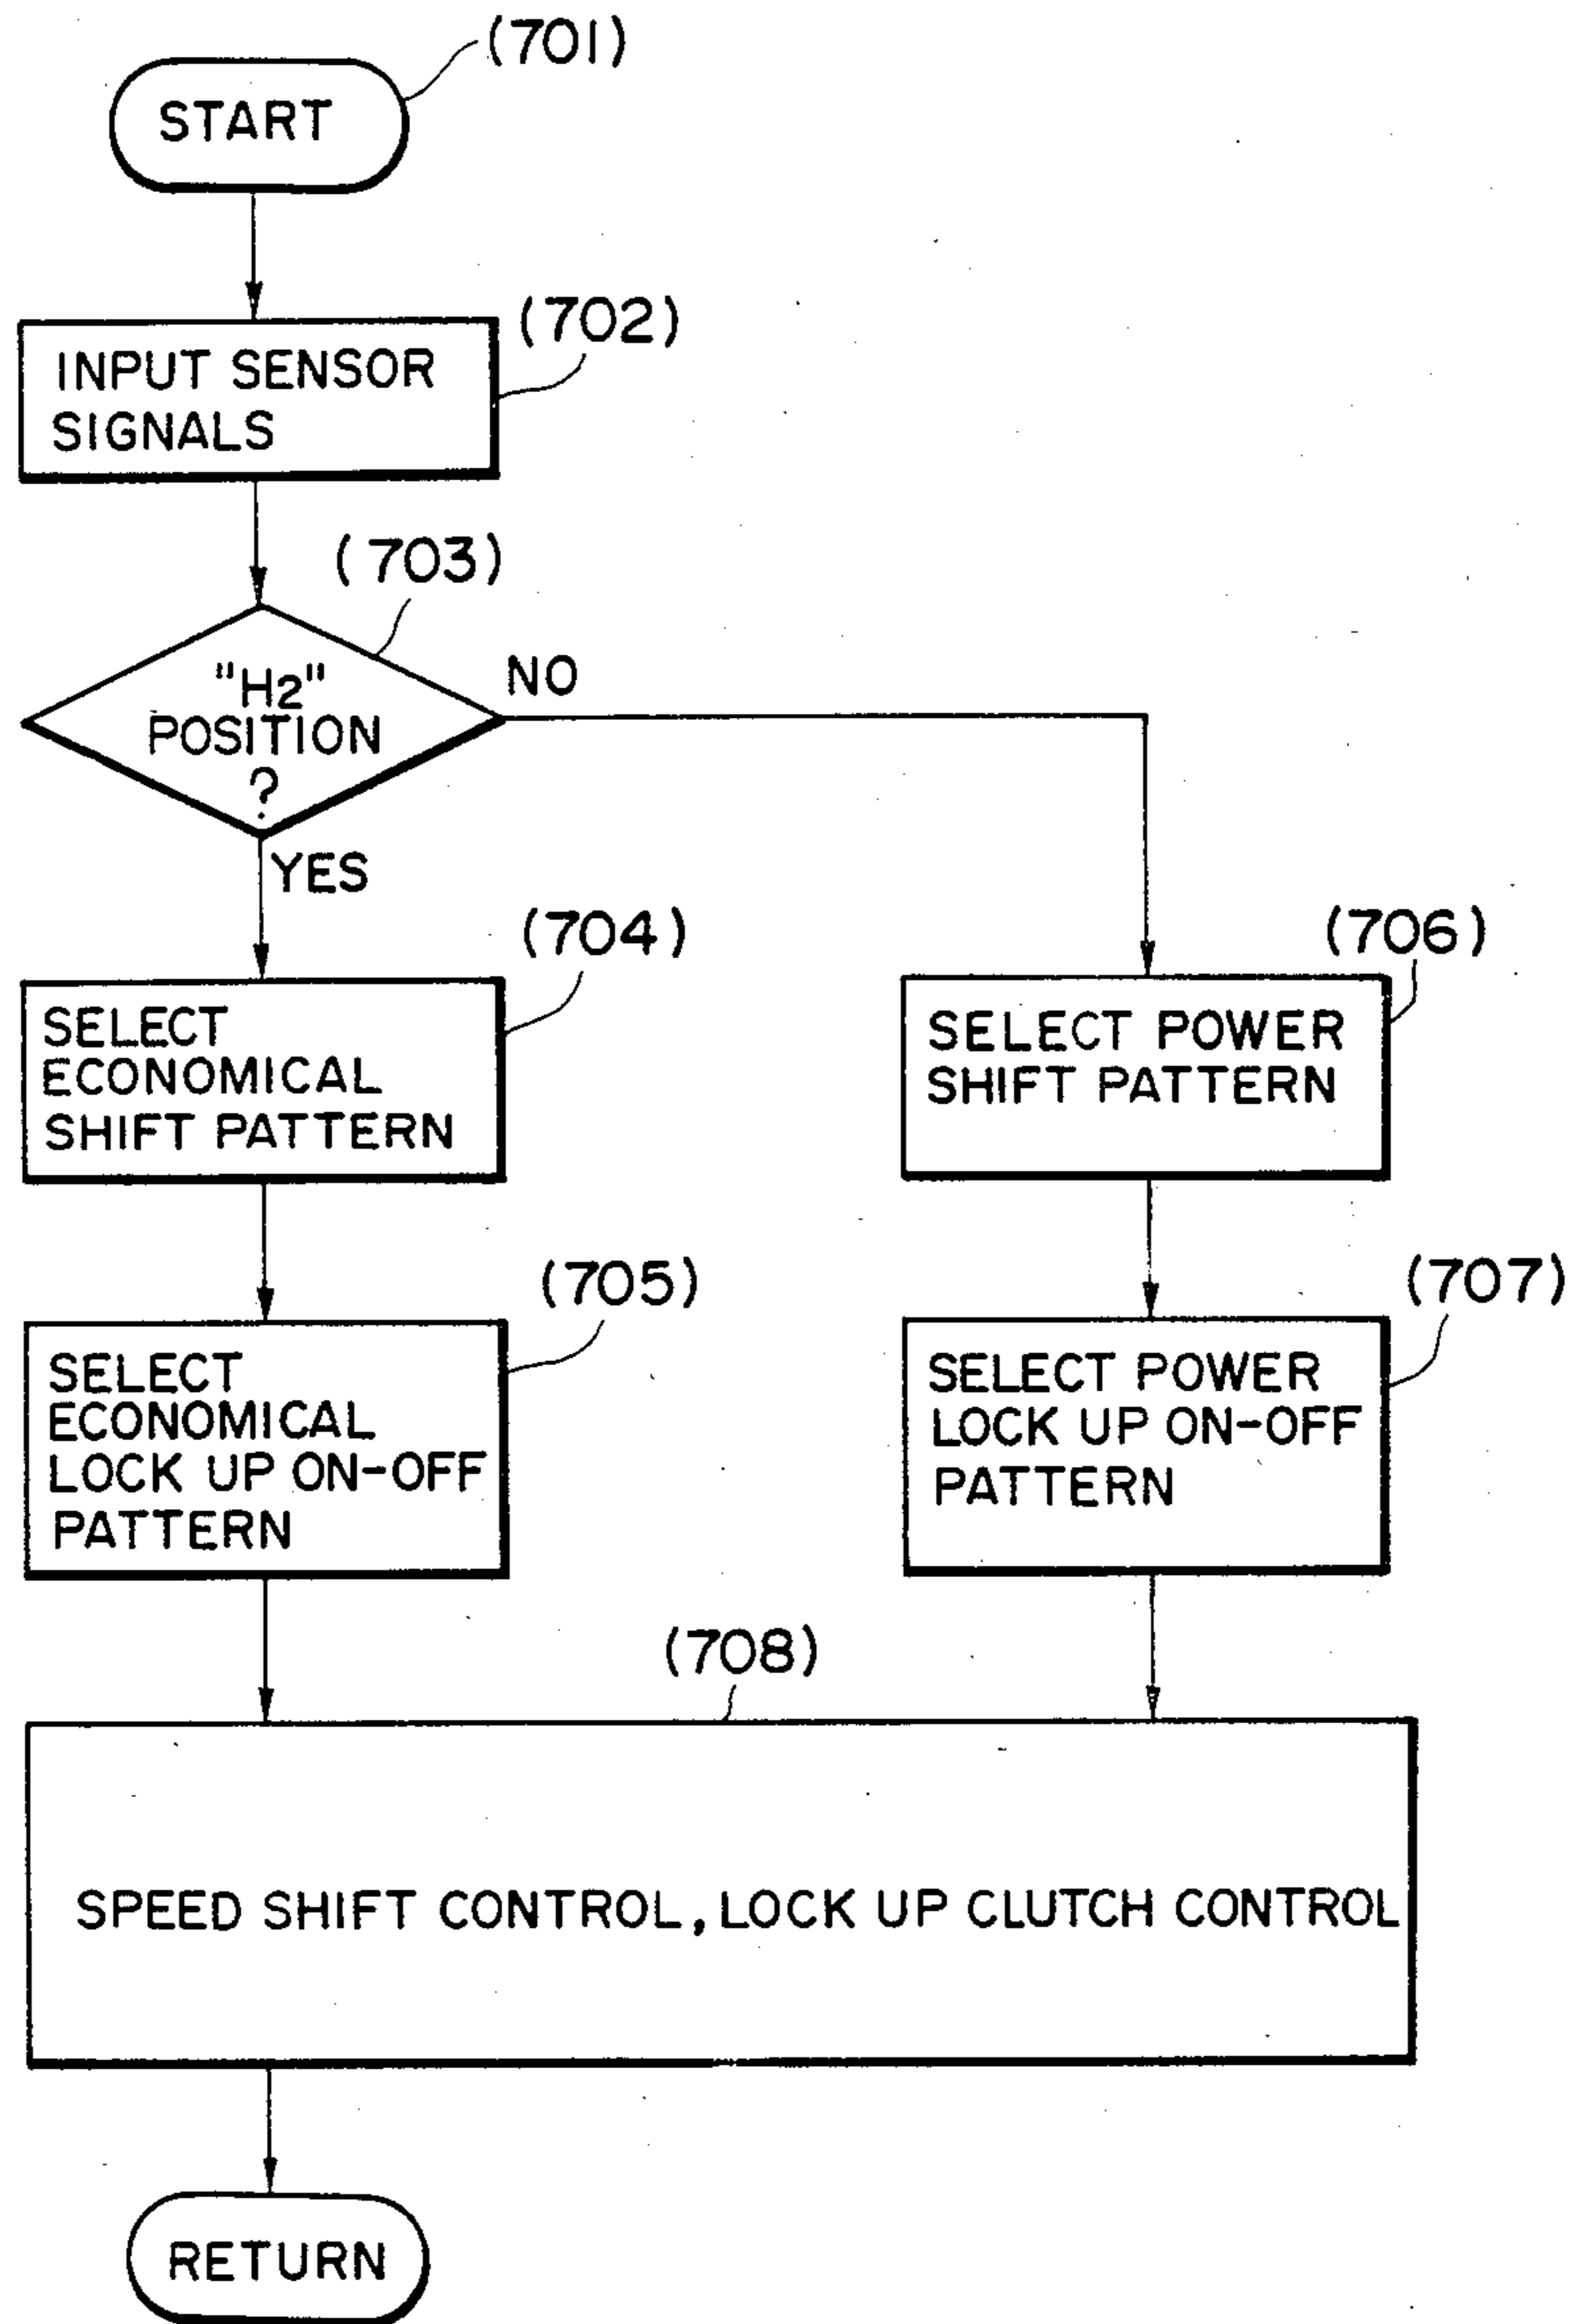 (701)
START
(702)
INPUT SENSOR
SIGNALS
(703)
"H2"
POSITION
?
NO
YES
(704)
SELECT
ECONOMICAL
SHIFT PATTERN
(706)
SELECT POWER
SHIFT PATTERN
(705)
SELECT
ECONOMICAL
LOCK UP ON-OFF
PATTERN
(707)
SELECT POWER
LOCK UP ON-OFF
PATTERN
(708)
SPEED SHIFT CONTROL, LOCK UP CLUTCH CONTROL
RETURN